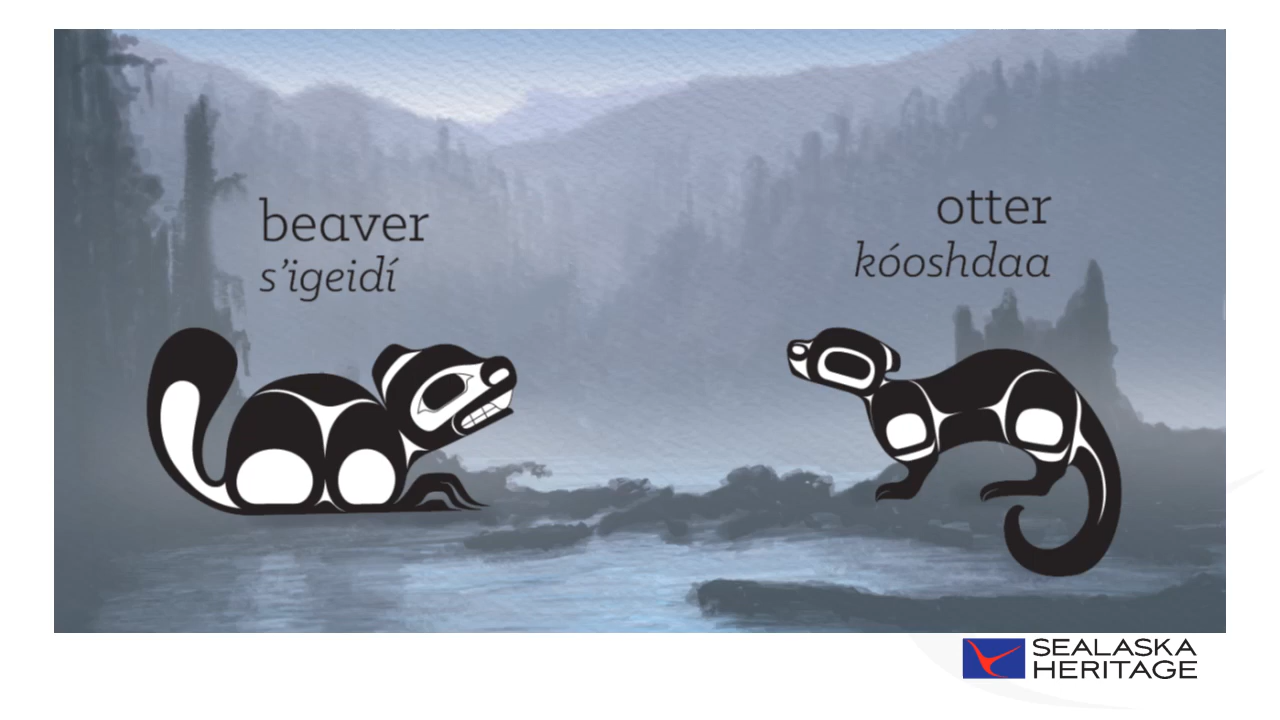 beaver
s’igeidí
otter
kóoshdaa
SEALASKA
HERITAGE